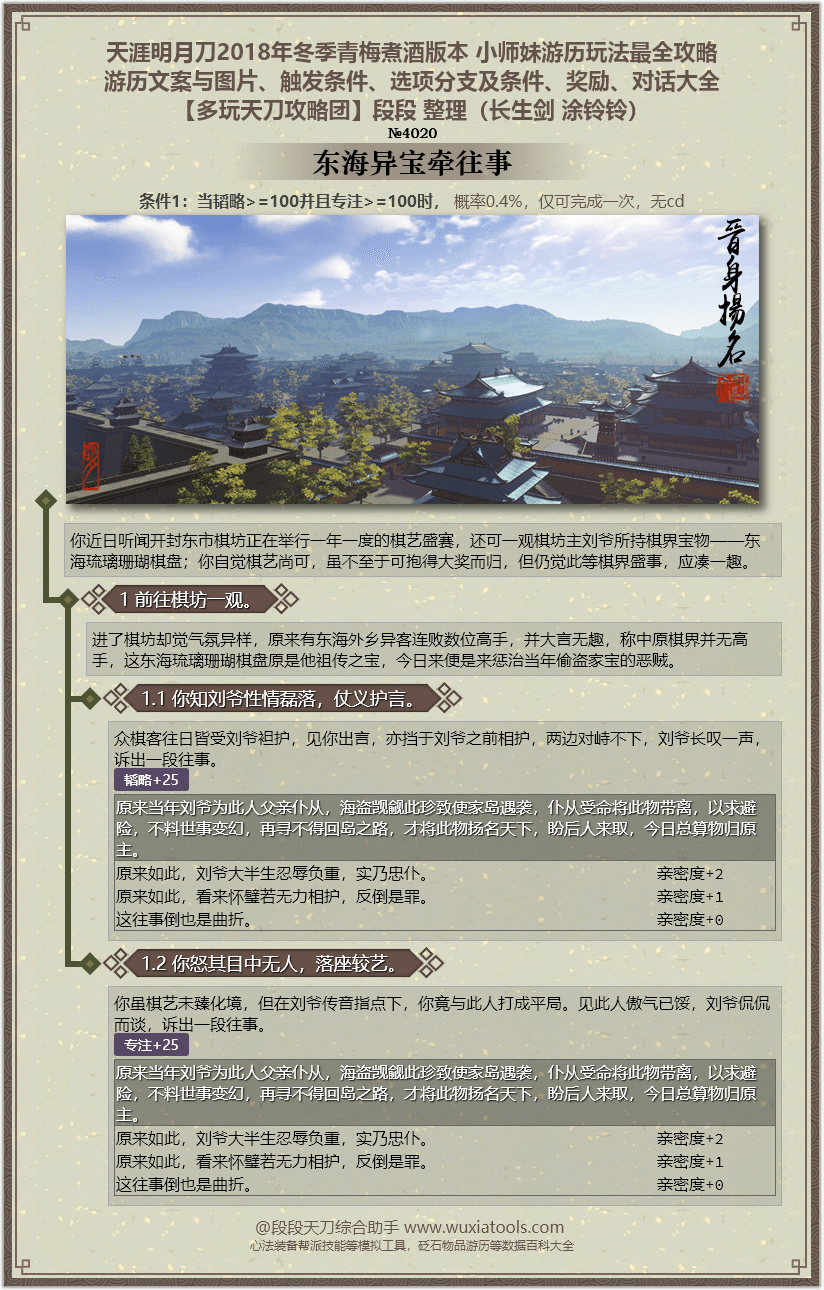 天涯明月刀2018年冬季青梅煮酒版本 小师妹游历玩法最全攻略
游历文案与图片、触发条件、选项分支及条件、奖励、对话大全
【多玩天刀攻略团】段段 整理（长生剑 涂铃铃）
№4020
东海异宝牵往事
条件1：当韬略>=100并且专注>=100时， 概率0.4%，仅可完成一次，无cd
晋身揚名
你近日听闻开封东市棋坊正在举行一年一度的棋艺盛赛，还可一观棋坊主刘爷所持棋界宝物——东
海琉璃珊瑚棋盘；你自觉棋艺尚可，虽不至于可抱得大奖而归，但仍觉此等棋界盛事，应凑一趣。
1 前往棋坊一观。
进了棋坊却觉气氛异样，原来有东海外乡异客连败数位高手，并大言无趣，称中原棋界并无高
手，这东海琉璃珊瑚棋盘原是他祖传之宝，今日来便是来惩治当年偷盗家宝的恶贼。
1.1 你知刘爷性情磊落，仗义护言。
众棋客往日皆受刘爷袒护，见你出言，亦挡于刘爷之前相护，两边对峙不下，刘爷长叹一声，
诉出一段往事。
韬略+25
原来当年刘爷为此人父亲仆从，海盗觊觎此珍致使家岛遇袭，仆从受命将此物带离，以求避
险，不料世事变幻，再寻不得回岛之路，才将此物扬名天下，盼后人来取，今日总算物归原
主。
原来如此，刘爷大半生忍辱负重，实乃忠仆。 亲密度+2
原来如此，看来怀璧若无力相护，反倒是罪。 亲密度+1
这往事倒也是曲折。 亲密度+0
1.2 你怒其目中无人，落座较艺。
你虽棋艺未臻化境，但在刘爷传音指点下，你竟与此人打成平局。见此人傲气已馁，刘爷侃侃
而谈，诉出一段往事。
专注+25
原来当年刘爷为此人父亲仆从，海盗觊觎此珍致使家岛遇袭，仆从受命将此物带离，以求避
险，不料世事变幻，再寻不得回岛之路，才将此物扬名天下，盼后人来取，今日总算物归原
主。
原来如此，刘爷大半生忍辱负重，实乃忠仆。 亲密度+2
原来如此，看来怀璧若无力相护，反倒是罪。 亲密度+1
这往事倒也是曲折。 亲密度+0
@段段天刀综合助手 www.wuxiatools.com
心法装备帮派技能等模拟工具，砭石物品游历等数据百科大全